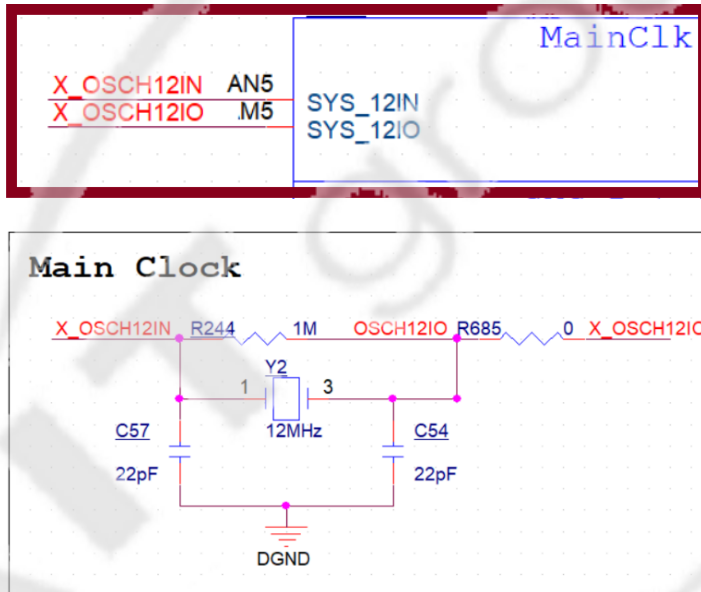 MainClk
X_OSCH12IN AN5
SYS_12IN
X_OSCH12IO .M5
SYS_12IO
Main Clock
X_OSCH12IN R244 1M OSCH12IO R685 0 X_OSCH12IO
Y2
1 3
C57 12MHz C54
22pF 22pF
DGND